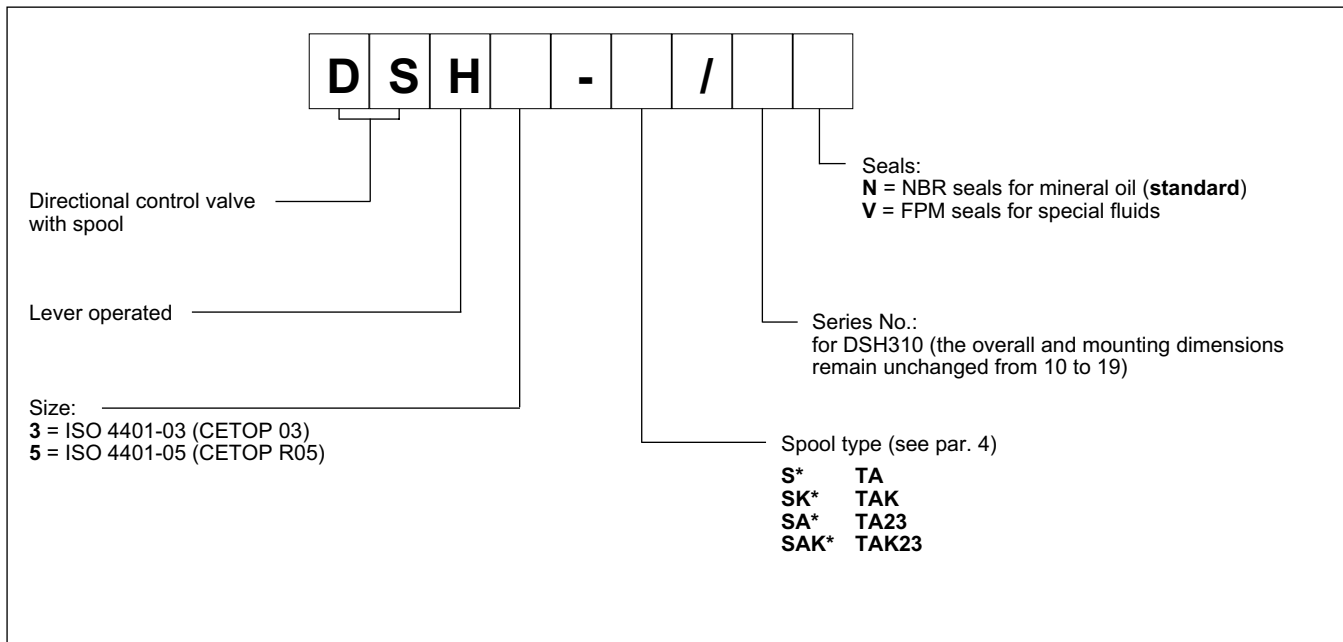 D S H - /
Seals:
N = NBR seals for mineral oil (standard)
V = FPM seals for special fluids
Directional control valve
with spool
Lever operated
Series No.:
for DSH310 (the overall and mounting dimensions
remain unchanged from 10 to 19)
Size:
3 = ISO 4401-03 (CETOP 03)
5 = ISO 4401-05 (CETOP R05)
Spool type (see par. 4)
S* TA
SK* TAK
SA* TA23
SAK* TAK23